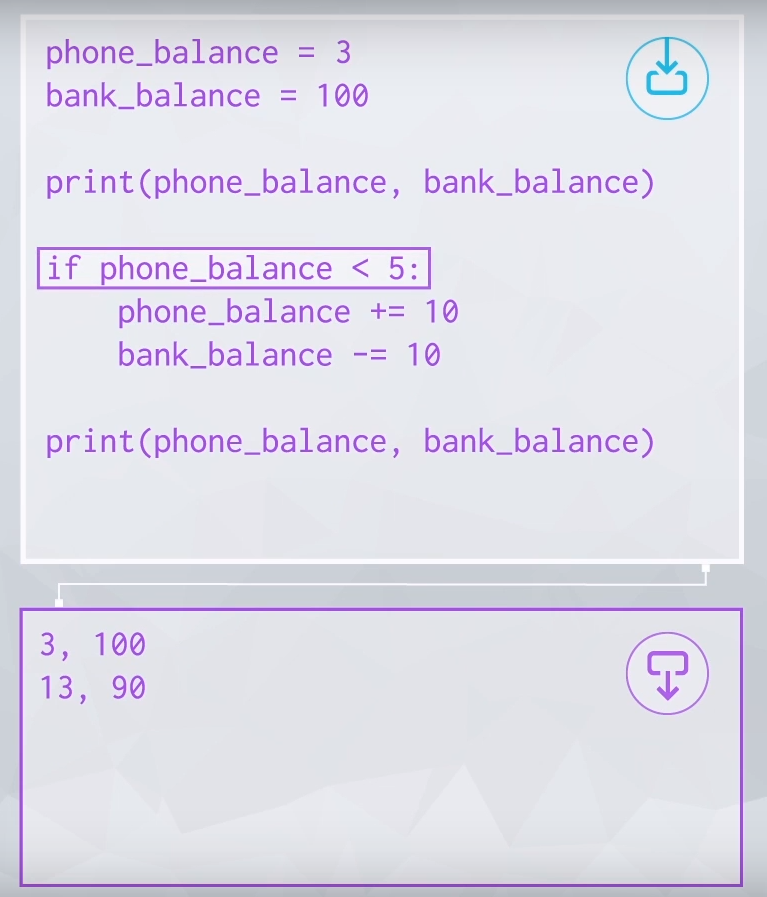 phone_balance = 3
bank_balance = 100
print(phone_balance, bank_balance)
if phone_balance < 5:
    phone_balance += 10
    bank_balance -= 10
print(phone_balance, bank_balance)
3, 100
13, 90